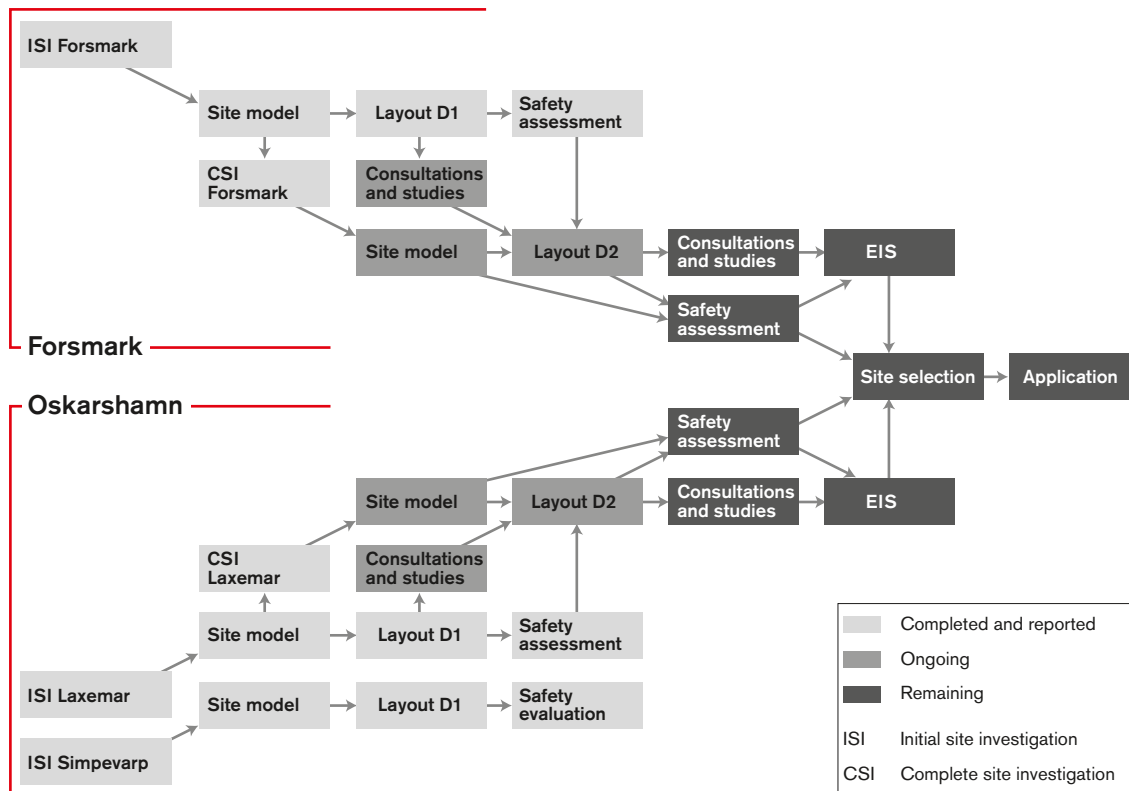 ISI Forsmark
Site model
Layout D1
Safety
assessment
CSI
Forsmark
Consultations
and studies
Site model
Layout D2
Consultations
and studies
EIS
Safety
assessment
Forsmark
Site selection
Application
Oskarshamn
Safety
assessment
Site model
Layout D2
Consultations
and studies
EIS
CSI
Laxemar
Consultations
and studies
Site model
Layout D1
Safety
assessment
ISI Laxemar
Site model
Layout D1
Safety
evaluation
ISI Simpevarp
Completed and reported
Ongoing
Remaining
ISI Initial site investigation
CSI Complete site investigation